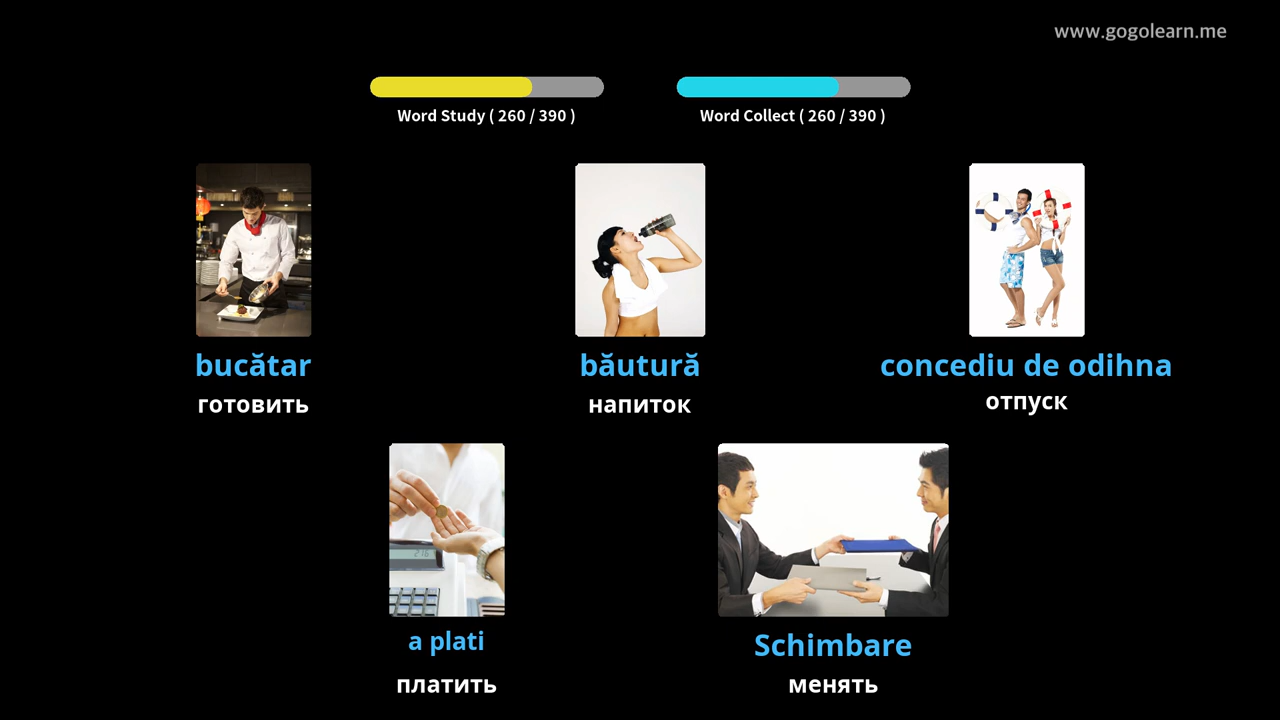 www.gogolearn.me
Word Study ( 260 / 390 )
Word Collect ( 260 / 390 )
bucătar
готовить
băutură
напиток
concediu de odihna
отпуск
a plati
платить
Schimbare
менять